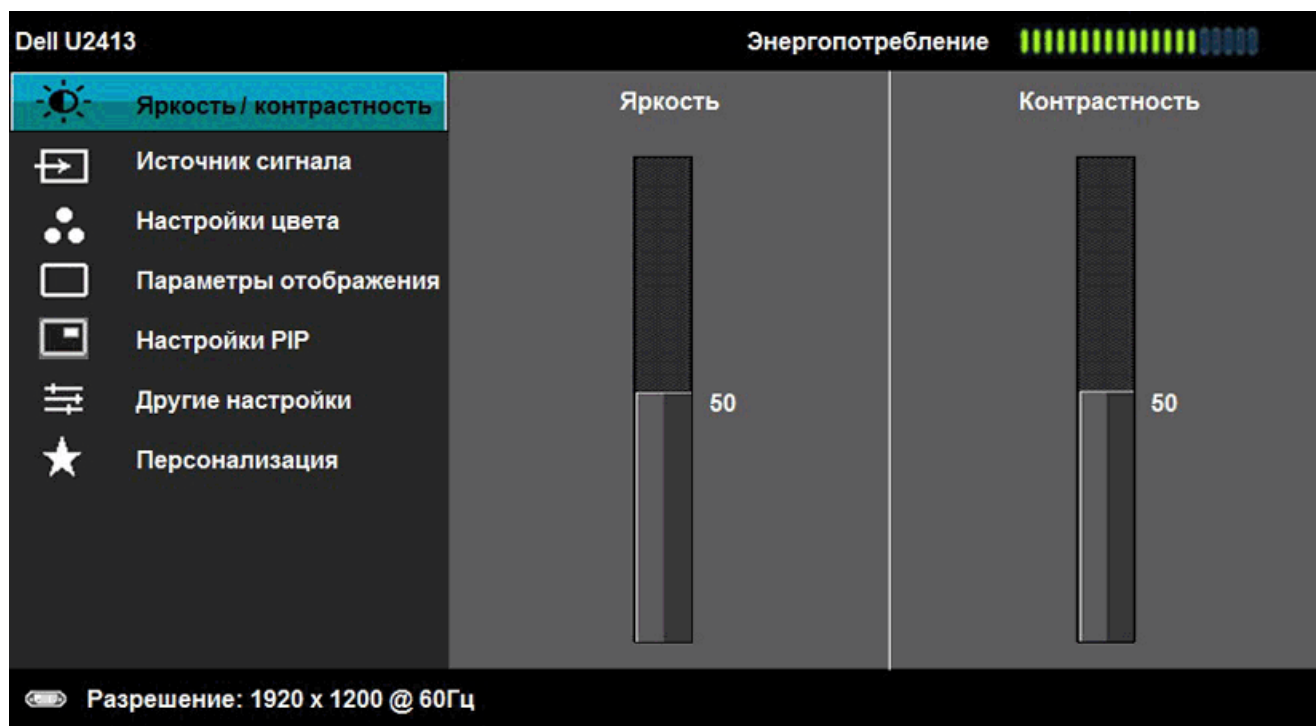 Dell U2413
Энергопотребление
Яркость / контрастность
Источник сигнала
Настройки цвета
Параметры отображения
Настройки PIP
Другие настройки
Персонализация
Яркость
50
Контрастность
50
Разрешение: 1920 x 1200 @ 60Гц